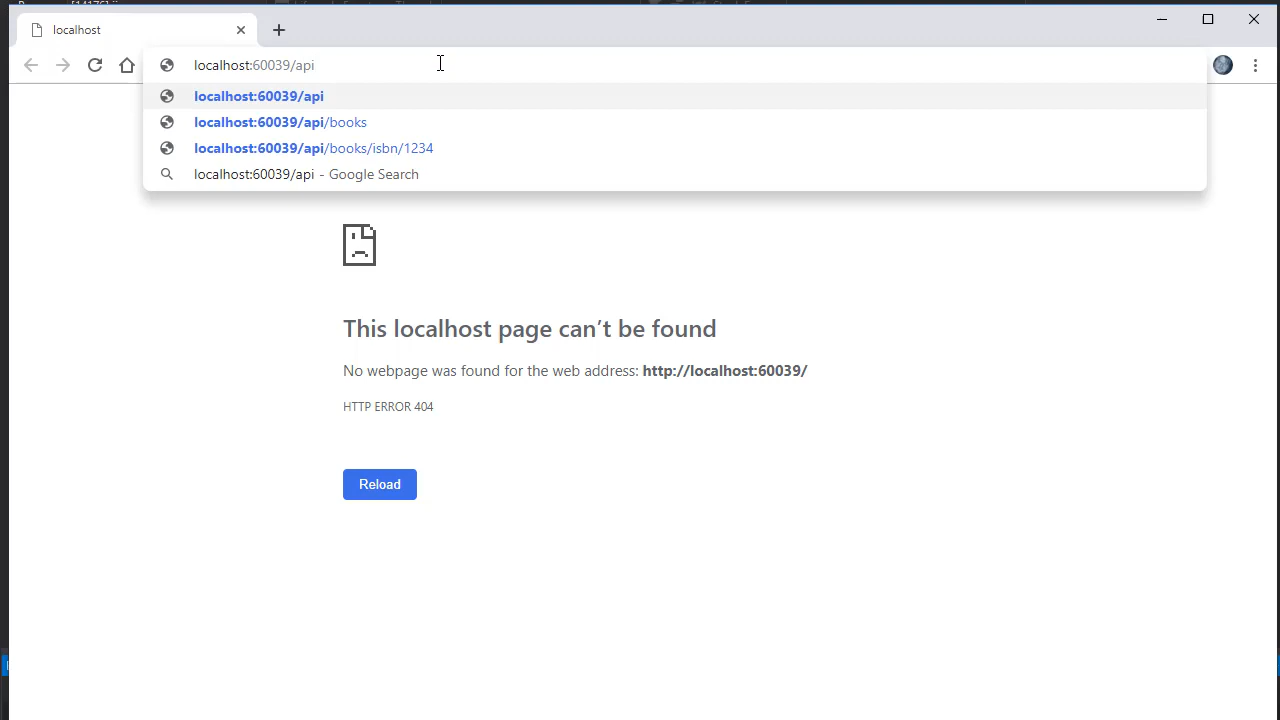 localhost
localhost:60039/api
localhost:60039/api
localhost:60039/api/books
localhost:60039/api/books/isbn/1234
localhost:60039/api - Google Search
This localhost page can’t be found
No webpage was found for the web address: http://localhost:60039/
HTTP ERROR 404
Reload